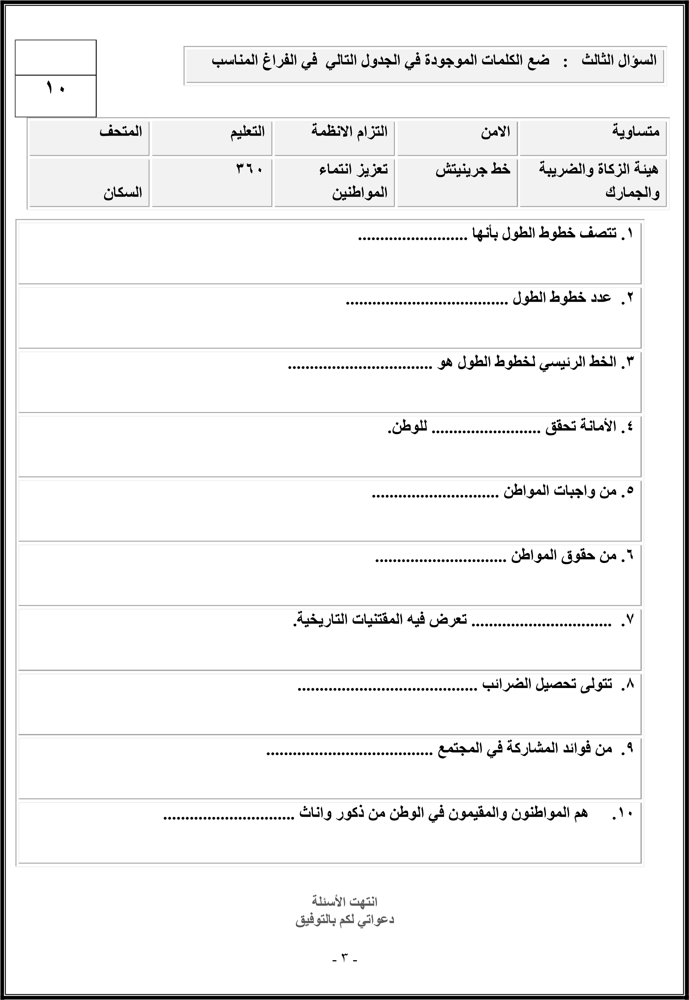 السؤال الثالث : ضع الكلمات الموجودة في الجدول التالي في الفراغ المناسب
١٠
متساوية الامن التزام الانظمة التعليم المتحف
هيئة الزكاة والضريبة والجمارك خط جرينيتش تعزيز انتماء المواطنين ٣٦٠ السكان
١. تتصف خطوط الطول بأنها .........................
٢. عدد خطوط الطول .....................................
٣. الخط الرئيسي لخطوط الطول هو .................................
٤. الأمانة تحقق ......................... للوطن.
٥. من واجبات المواطن .............................
٦. من حقوق المواطن ..............................
٧. ................................ تعرض فيه المقتنيات التاريخية.
٨. تتولى تحصيل الضرائب .........................................
٩. من فوائد المشاركة في المجتمع ......................................
١٠. هم المواطنون والمقيمون في الوطن من ذكور واناث ..............................
انتهت الأسئلة
دعواتي لكم بالتوفيق
- ٣ -